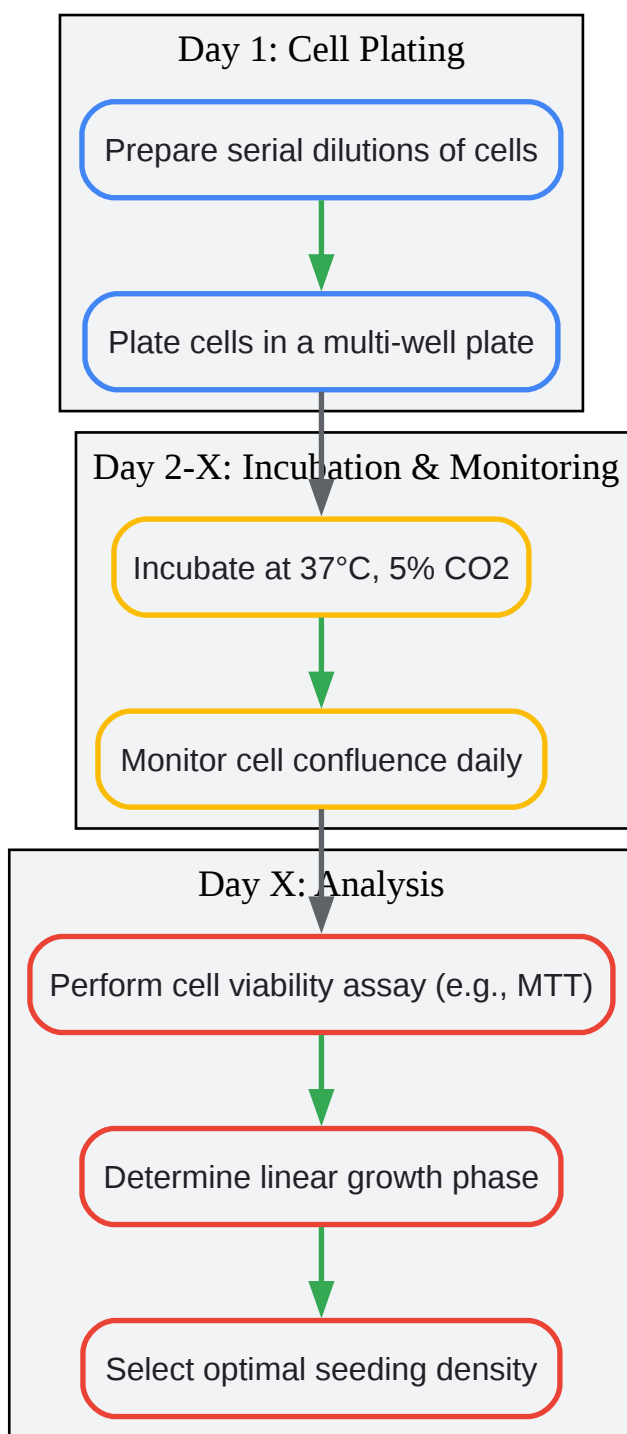 Day 1: Cell Plating
Prepare serial dilutions of cells
Plate cells in a multi-well plate
Day 2-X: Incubation & Monitoring
Incubate at 37°C, 5% CO2
Monitor cell confluence daily
Day X: Analysis
Perform cell viability assay (e.g., MTT)
Determine linear growth phase
Select optimal seeding density